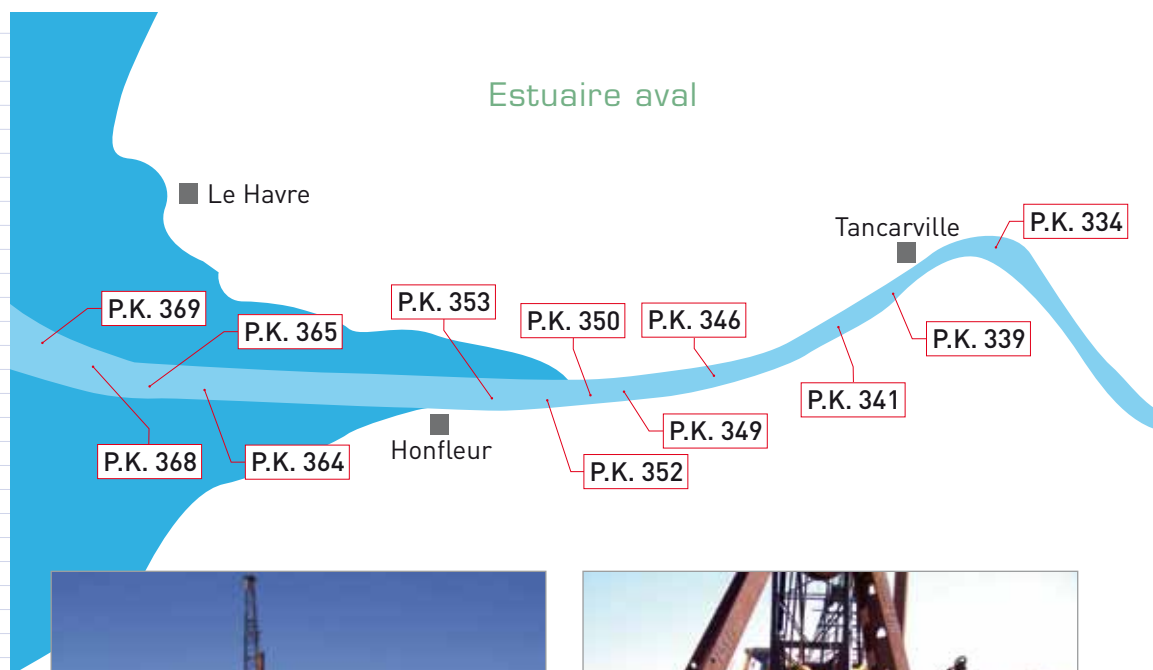 Estuaire aval
Le Havre
Tancarville
P.K. 334
P.K. 369
P.K. 365
P.K. 353
P.K. 350
P.K. 346
P.K. 339
P.K. 341
P.K. 349
Honfleur
P.K. 368
P.K. 364
P.K. 352